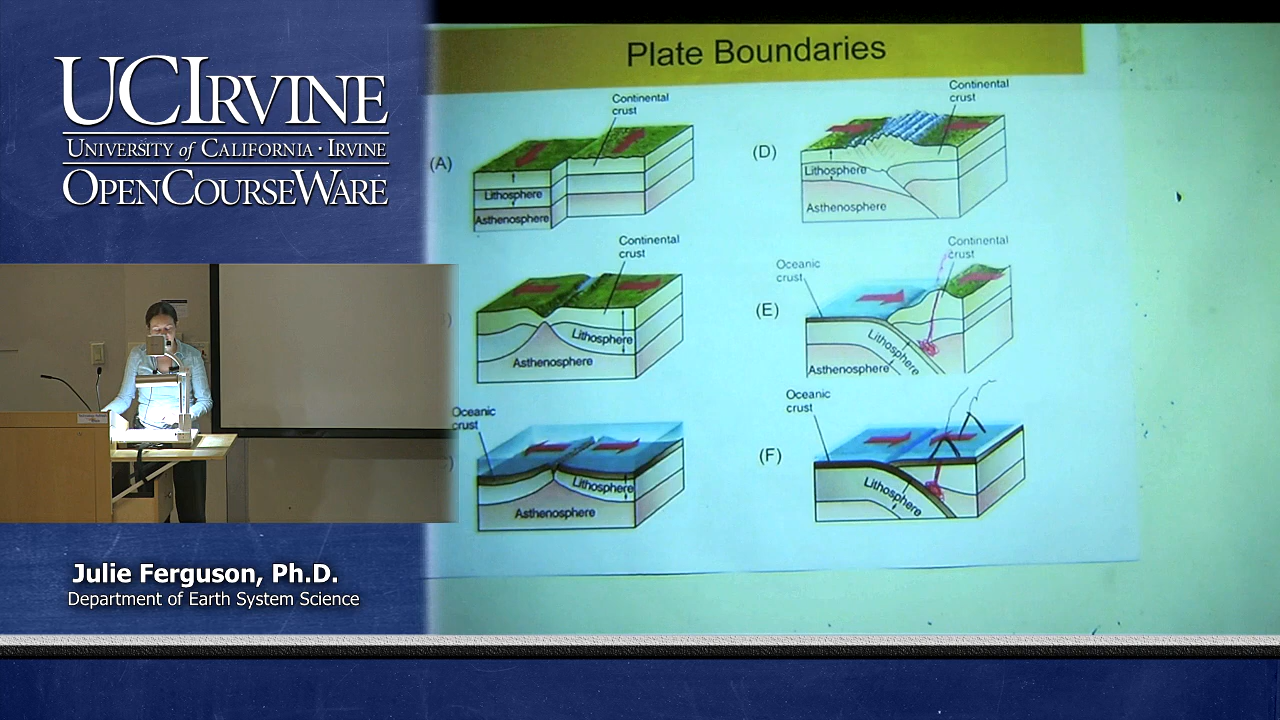 UCIRVINE
UNIVERSITY of CALIFORNIA · IRVINE
OPENCOURSEWARE
Julie Ferguson, Ph.D.
Department of Earth System Science
Plate Boundaries
(A)
Continental
crust
Lithosphere
Asthenosphere
Continental
crust
Lithosphere
Asthenosphere
Oceanic
crust
Lithosphere
Asthenosphere
(D)
Continental
crust
Lithosphere
Asthenosphere
(E)
Oceanic
crust
Continental
crust
Lithosphere
Asthenosphere
(F)
Oceanic
crust
Lithosphere